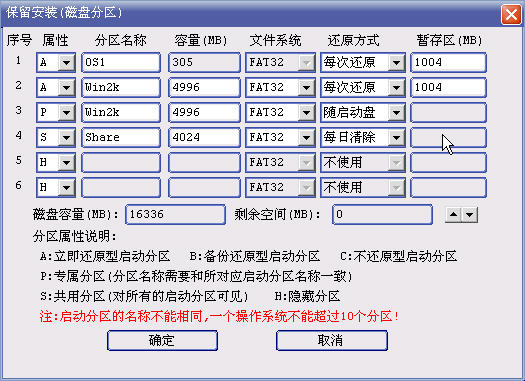 保留安装(磁盘分区)
序号 属性 分区名称 容量(MB) 文件系统 还原方式 暂存区(MB)
1 A OS1 305 FAT32 每次还原 1004
2 A Win2k 4996 FAT32 每次还原 1004
3 P Win2k 4996 FAT32 随启动盘
4 S Share 4024 FAT32 每日清除
5 H FAT32 不使用
6 H FAT32 不使用
磁盘容量(MB): 16336 剩余空间(MB): 0
分区属性说明:
A:立即还原型启动分区 B:备份还原型启动分区 C:不还原型启动分区
P:专属分区(分区名称需要和所对应启动分区名称一致)
S:共用分区(对所有的启动分区可见) H:隐藏分区
注:启动分区的名称不能相同,一个操作系统不能超过10个分区!
确定 取消